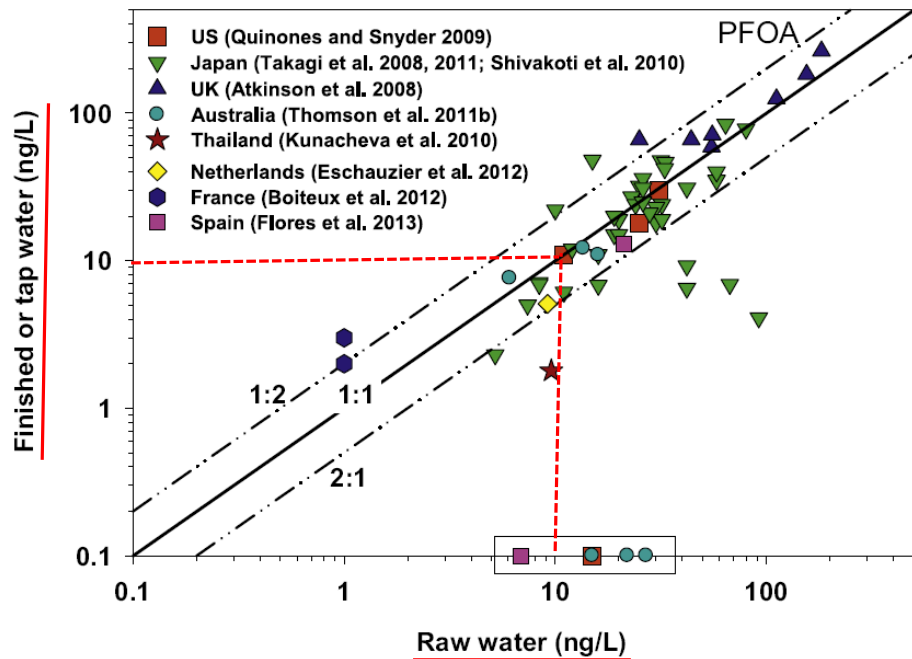 PFOA
US (Quinones and Snyder 2009)
Japan (Takagi et al. 2008, 2011; Shivakoti et al. 2010)
UK (Atkinson et al. 2008)
Australia (Thomson et al. 2011b)
Thailand (Kunacheva et al. 2010)
Netherlands (Eschauzier et al. 2012)
France (Boiteux et al. 2012)
Spain (Flores et al. 2013)
Finished or tap water (ng/L)
100
10
1
0.1
1:2
1:1
2:1
0.1
1
10
100
Raw water (ng/L)